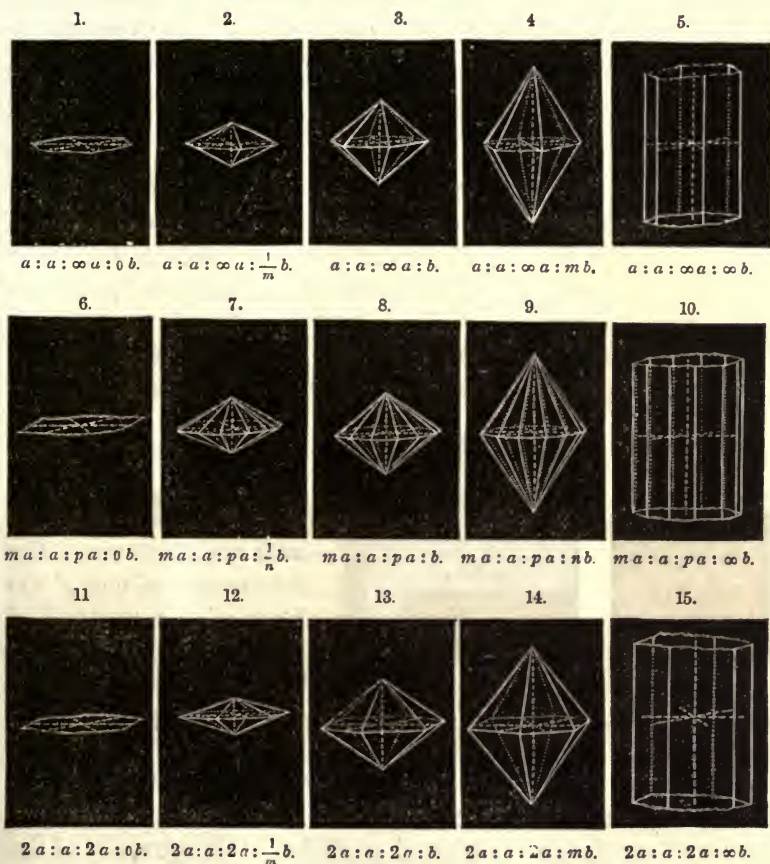 1. 2. 3. 4 5.
a : a : ∞ a : 0 b. a : a : ∞ a : 1/m b. a : a : ∞ a : b. a : a : ∞ a : m b. a : a : ∞ a : ∞ b.
6. 7. 8. 9. 10.
m a : a : p a : 0 b. m a : a : p a : 1/n b. m a : a : p a : b. m a : a : p a : n b. m a : a : p a : ∞ b.
11 12. 13. 14. 15.
2 a : a : 2 a : 0 b. 2 a : a : 2 a : 1/m b. 2 a : a : 2 a : b. 2 a : a : 2 a : m b. 2 a : a : 2 a : ∞ b.